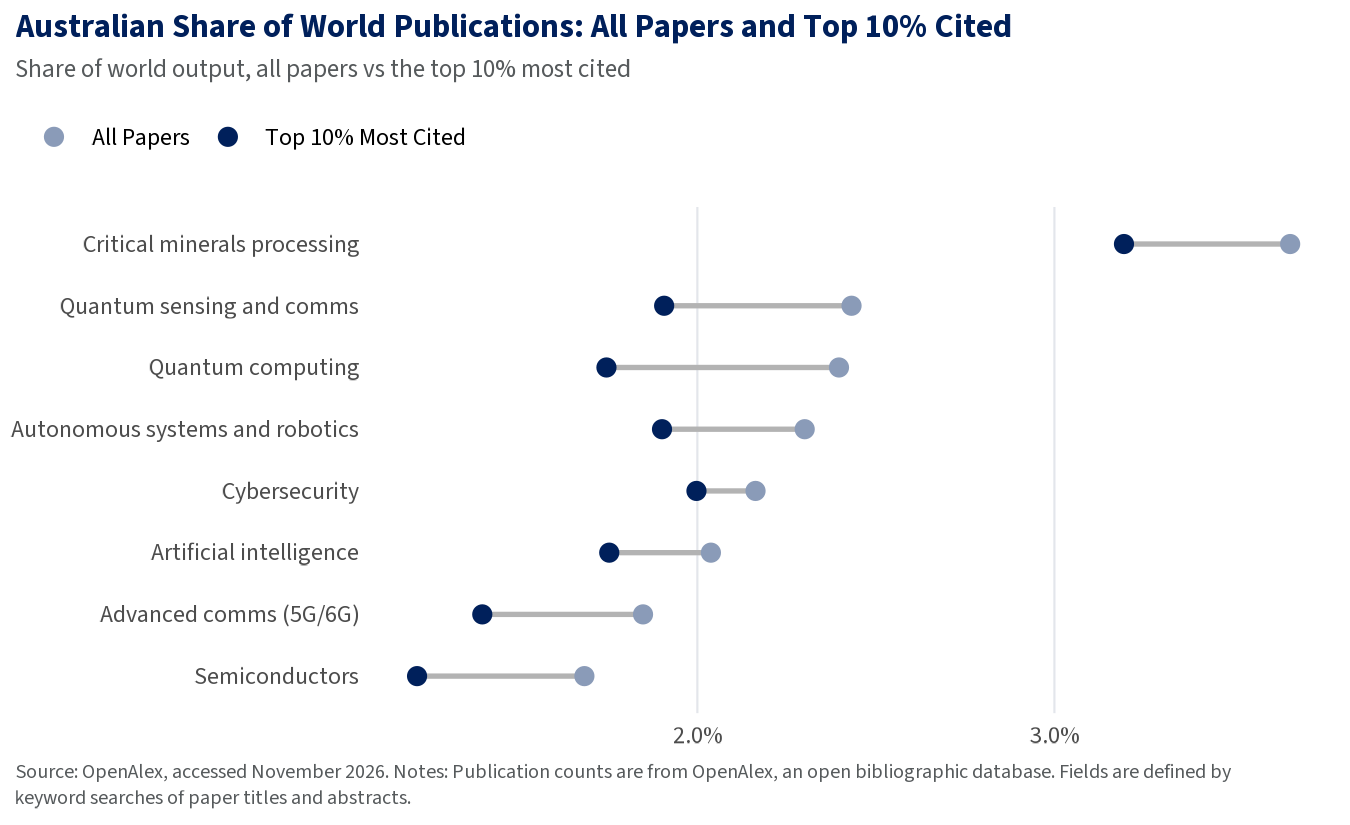 Australian Share of World Publications: All Papers and Top 10% Cited
Share of world output, all papers vs the top 10% most cited
All Papers
Top 10% Most Cited
Critical minerals processing
Quantum sensing and comms
Quantum computing
Autonomous systems and robotics
Cybersecurity
Artificial intelligence
Advanced comms (5G/6G)
Semiconductors
2.0%
3.0%
Source: OpenAlex, accessed November 2026. Notes: Publication counts are from OpenAlex, an open bibliographic database. Fields are defined by
keyword searches of paper titles and abstracts.